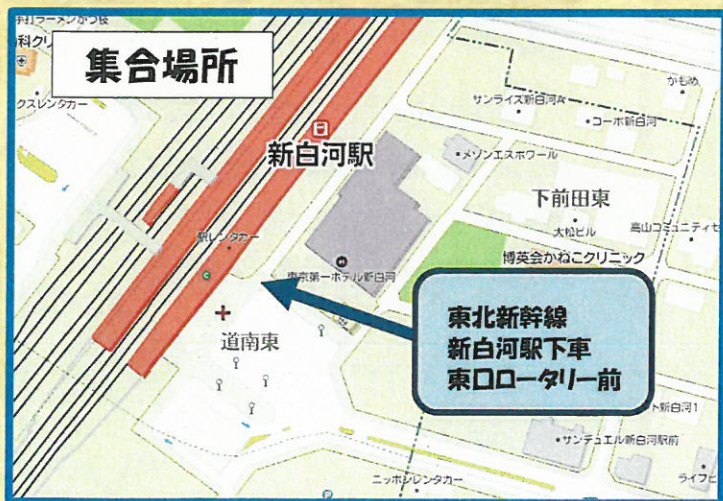 集合場所
クスレンタカー
新白河駅
駅レンタカー
東京第一ホテル新白河
道南東
サンライズ新白河A
かもめ
コーポ新白河
メゾンエスポワール
下前田東
大松ビル
高山コミュニティセ
博英会かねこクリニック
東北新幹線
新白河駅下車
東口ロータリー前
ト新白河1
サンデュエル新白河駅前
ニッポンレンタカー
ライフピ